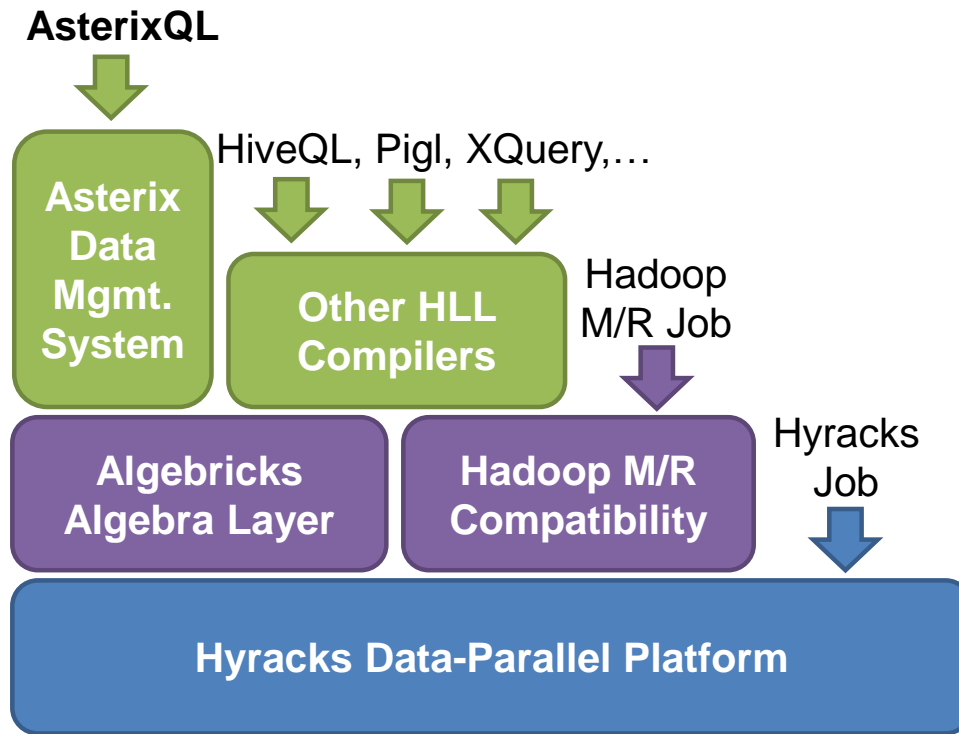 AsterixQL
HiveQL, Pigl, XQuery,…
Asterix
Data
Mgmt.
System
Other HLL
Compilers
Hadoop
M/R Job
Algebricks
Algebra Layer
Hadoop M/R
Compatibility
Hyracks
Job
Hyracks Data-Parallel Platform